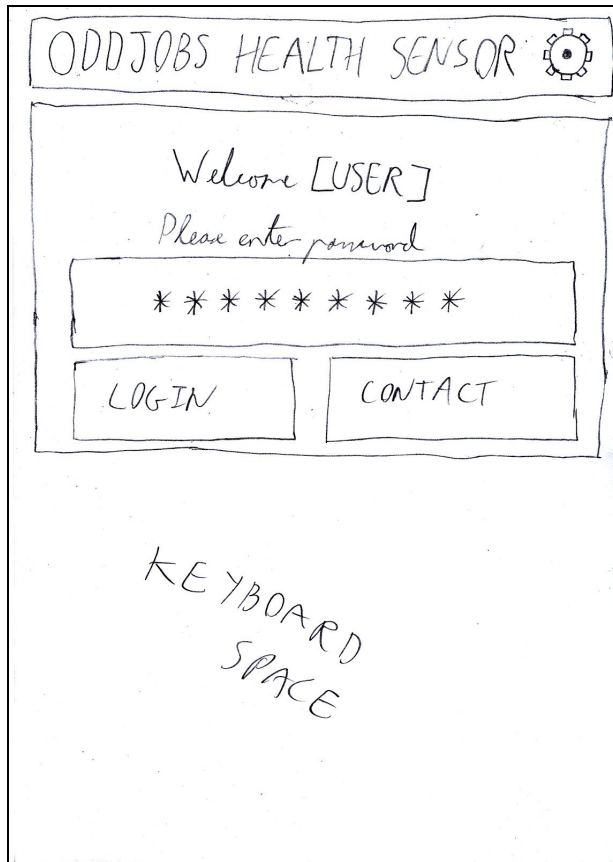 ODDJOBS HEALTH SENSOR
Welcome [USER]
Please enter password
* * * * * * * * *
LOGIN
CONTACT
KEYBOARD
SPACE